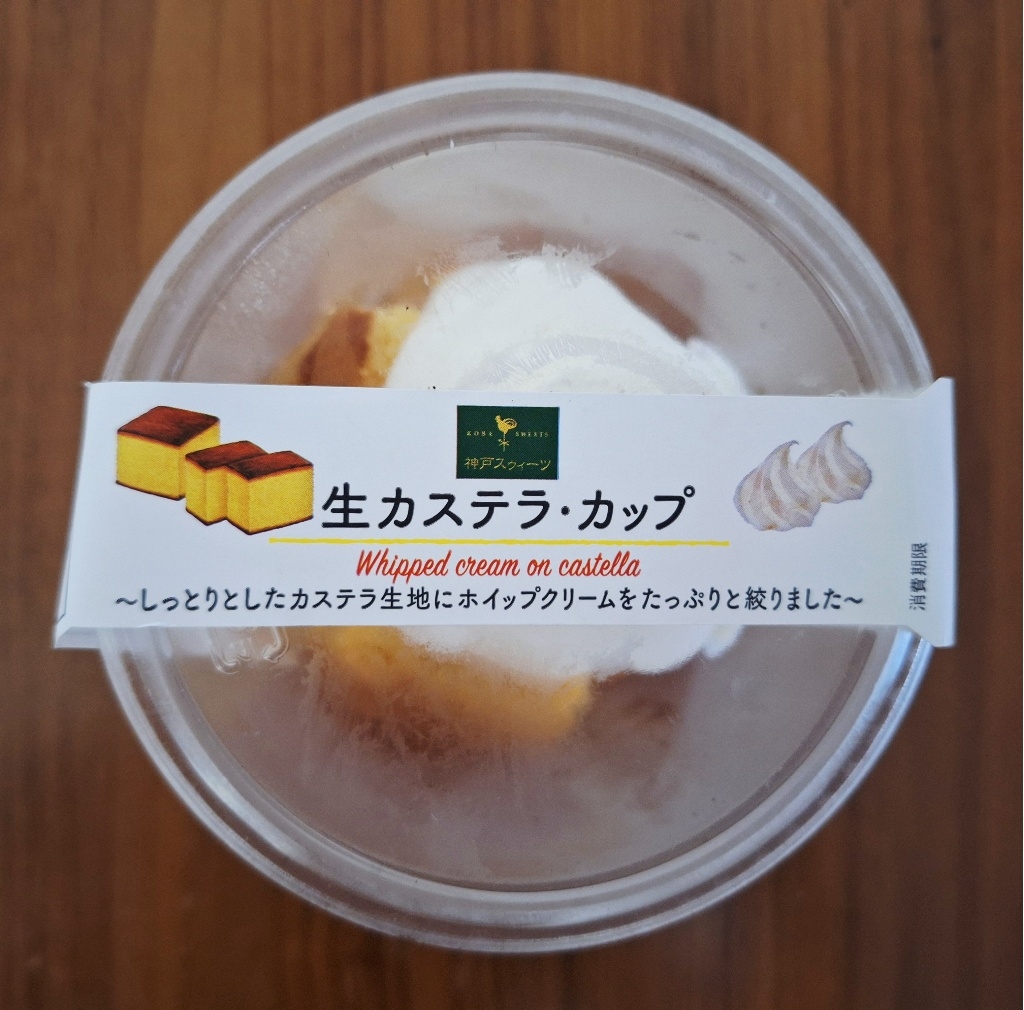 KOBE SWEETS
神戸スウィーツ
生カステラ・カップ
Whipped cream on castella
～しっとりとしたカステラ生地にホイップクリームをたっぷりと絞りました～
消費期限